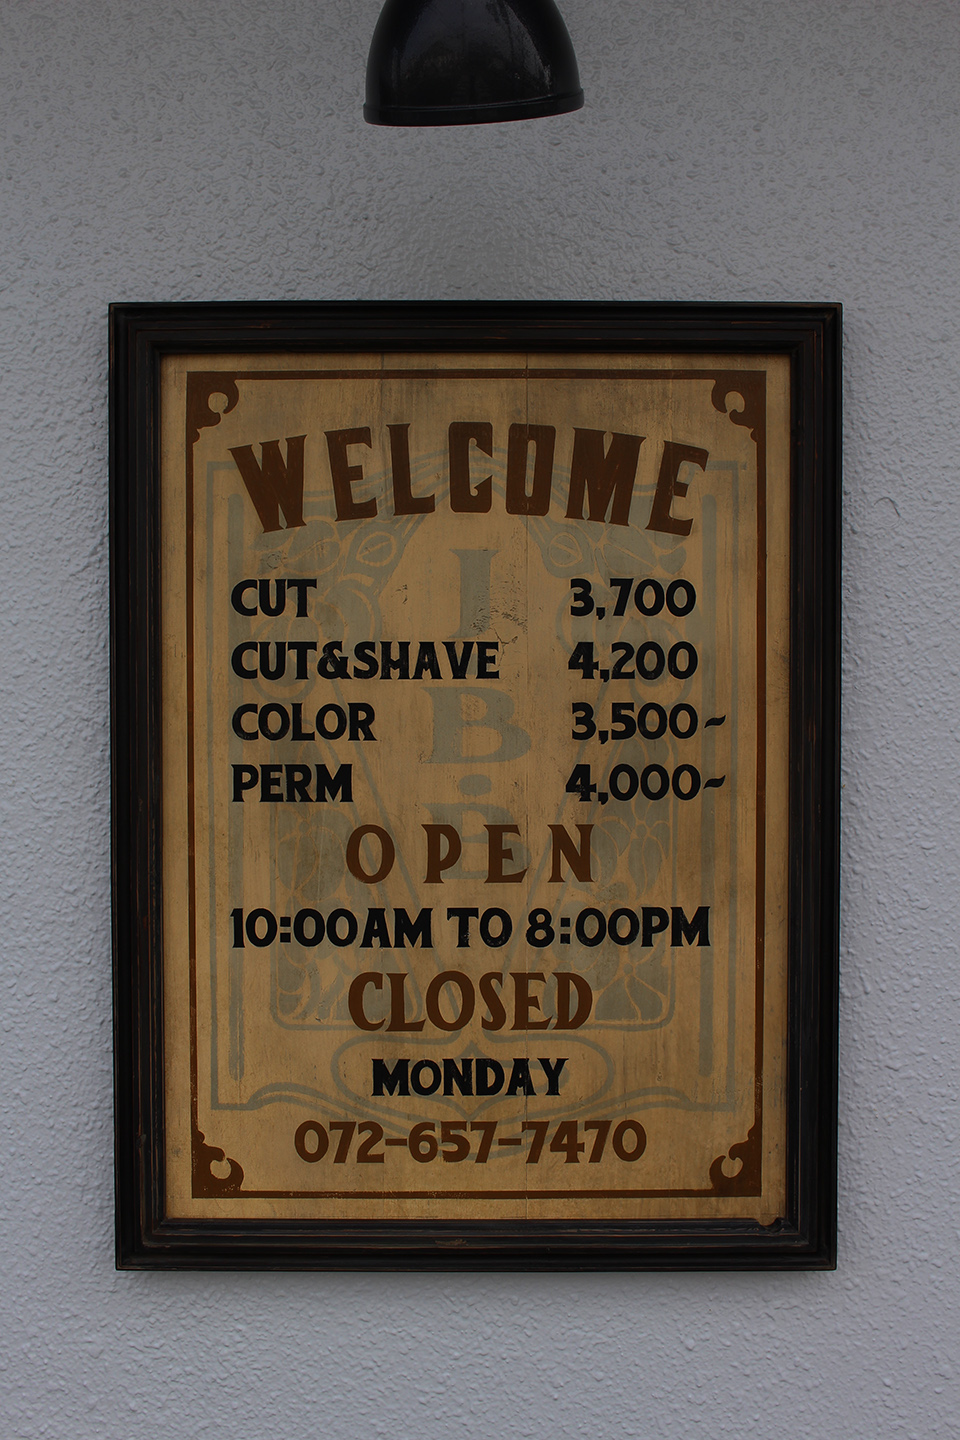 WELCOME
CUT 3,700
CUT&SHAVE 4,200
COLOR 3,500~
PERM 4,000~
OPEN
10:00AM TO 8:00PM
CLOSED
MONDAY
072-657-7470